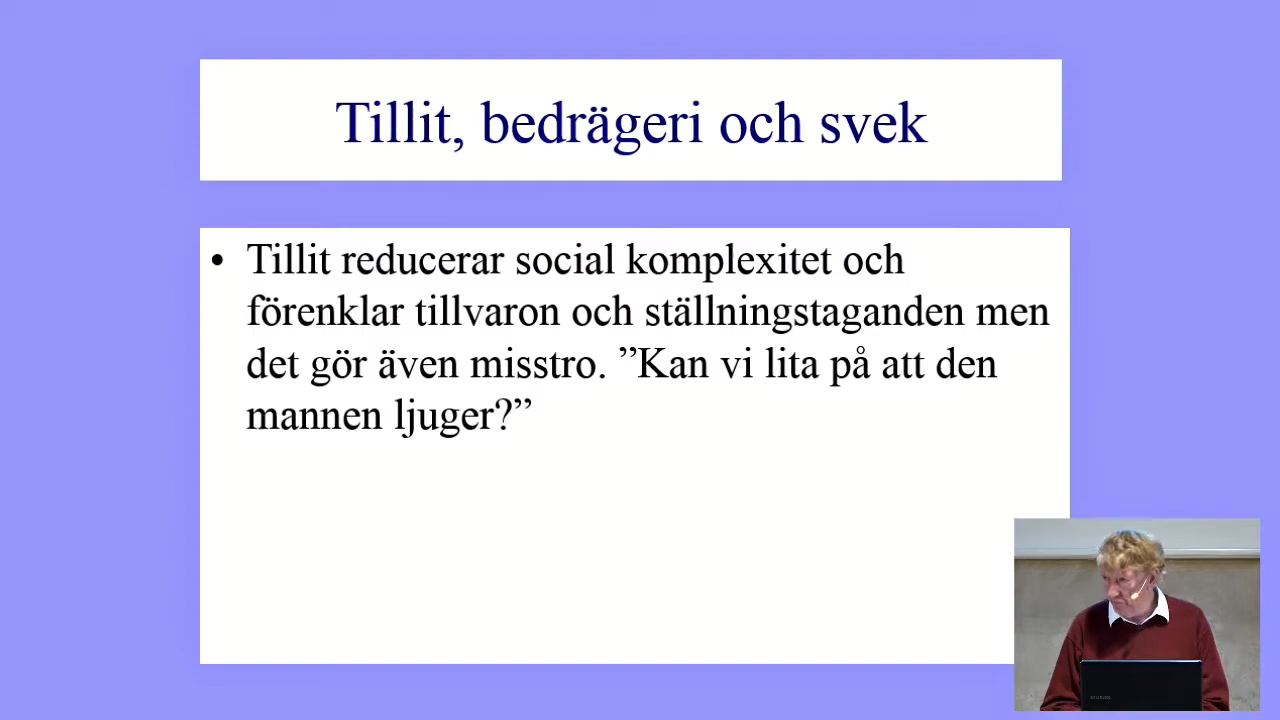 Tillit, bedrägeri och svek
• Tillit reducerar social komplexitet och
förenklar tillvaron och ställningstaganden men
det gör även misstro. ”Kan vi lita på att den
mannen ljuger?”